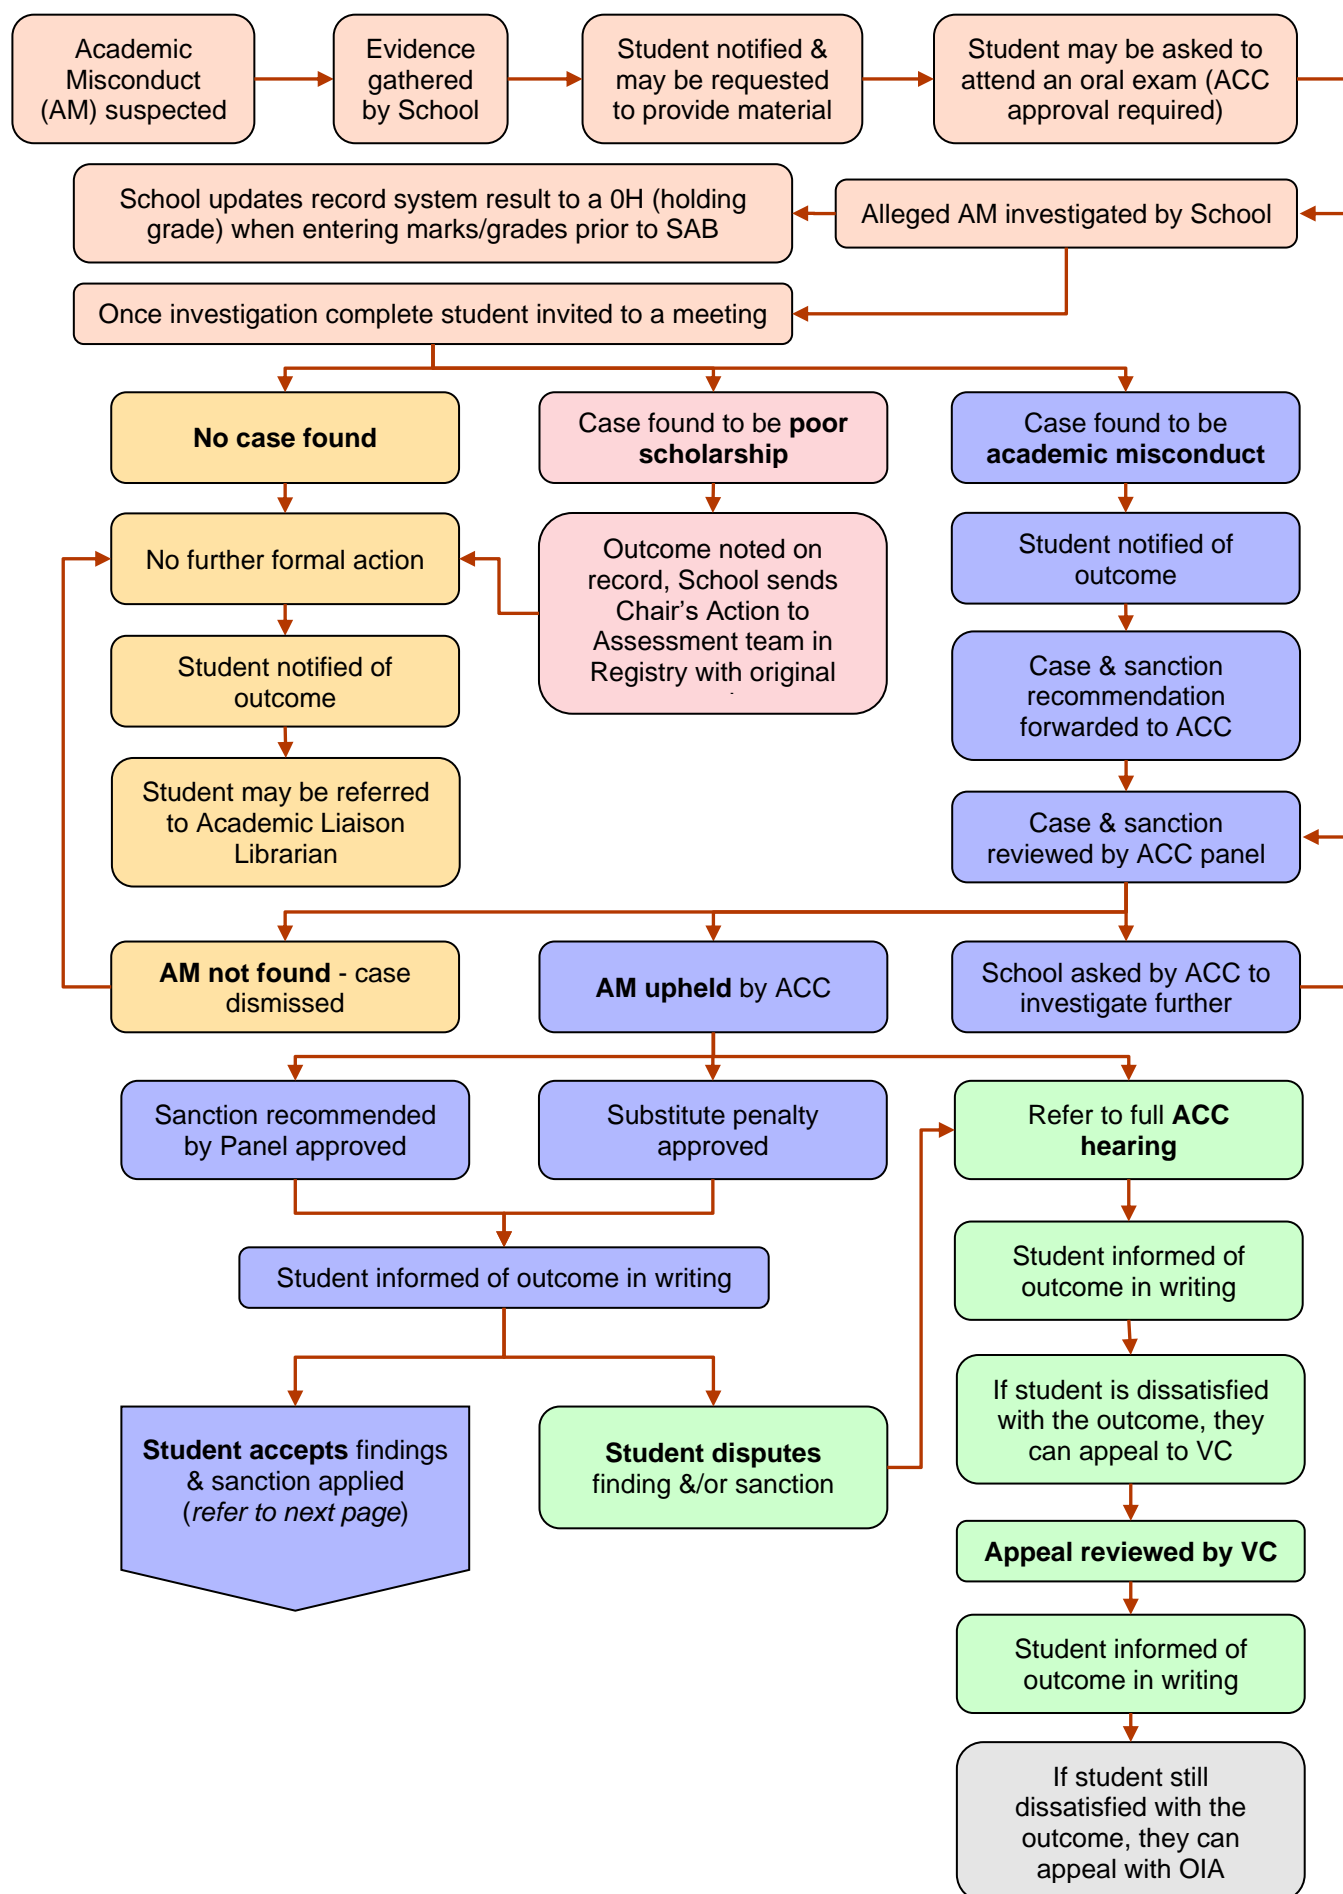 Academic
Misconduct
(AM) suspected
Evidence
gathered
by School
Student notified &
may be requested
to provide material
Student may be asked to
attend an oral exam (ACC
approval required)
School updates record system result to a 0H (holding
grade) when entering marks/grades prior to SAB
Alleged AM investigated by School
Once investigation complete student invited to a meeting
No case found
Case found to be poor
scholarship
Case found to be
academic misconduct
No further formal action
Outcome noted on
record, School sends
Chair’s Action to
Assessment team in
Registry with original
Student notified of
outcome
Student notified of
outcome
Case & sanction
recommendation
forwarded to ACC
Student may be referred
to Academic Liaison
Librarian
Case & sanction
reviewed by ACC panel
AM not found - case
dismissed
AM upheld by ACC
School asked by ACC to
investigate further
Sanction recommended
by Panel approved
Substitute penalty
approved
Refer to full ACC
hearing
Student informed of outcome in writing
Student informed of
outcome in writing
If student is dissatisfied
with the outcome, they
can appeal to VC
Student accepts findings
& sanction applied
(refer to next page)
Student disputes
finding &/or sanction
Appeal reviewed by VC
Student informed of
outcome in writing
If student still
dissatisfied with the
outcome, they can
appeal with OIA